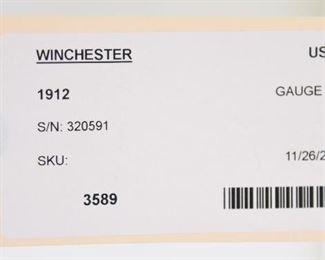 WINCHESTER US
1912 GAUGE
S/N: 320591
SKU: 11/26/2
3589